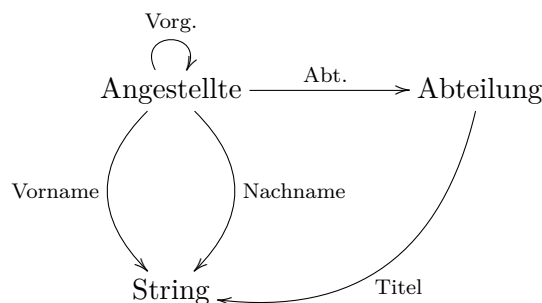 Vorg.
Angestellte
Abt.
Abteilung
Vorname
Nachname
String
Titel